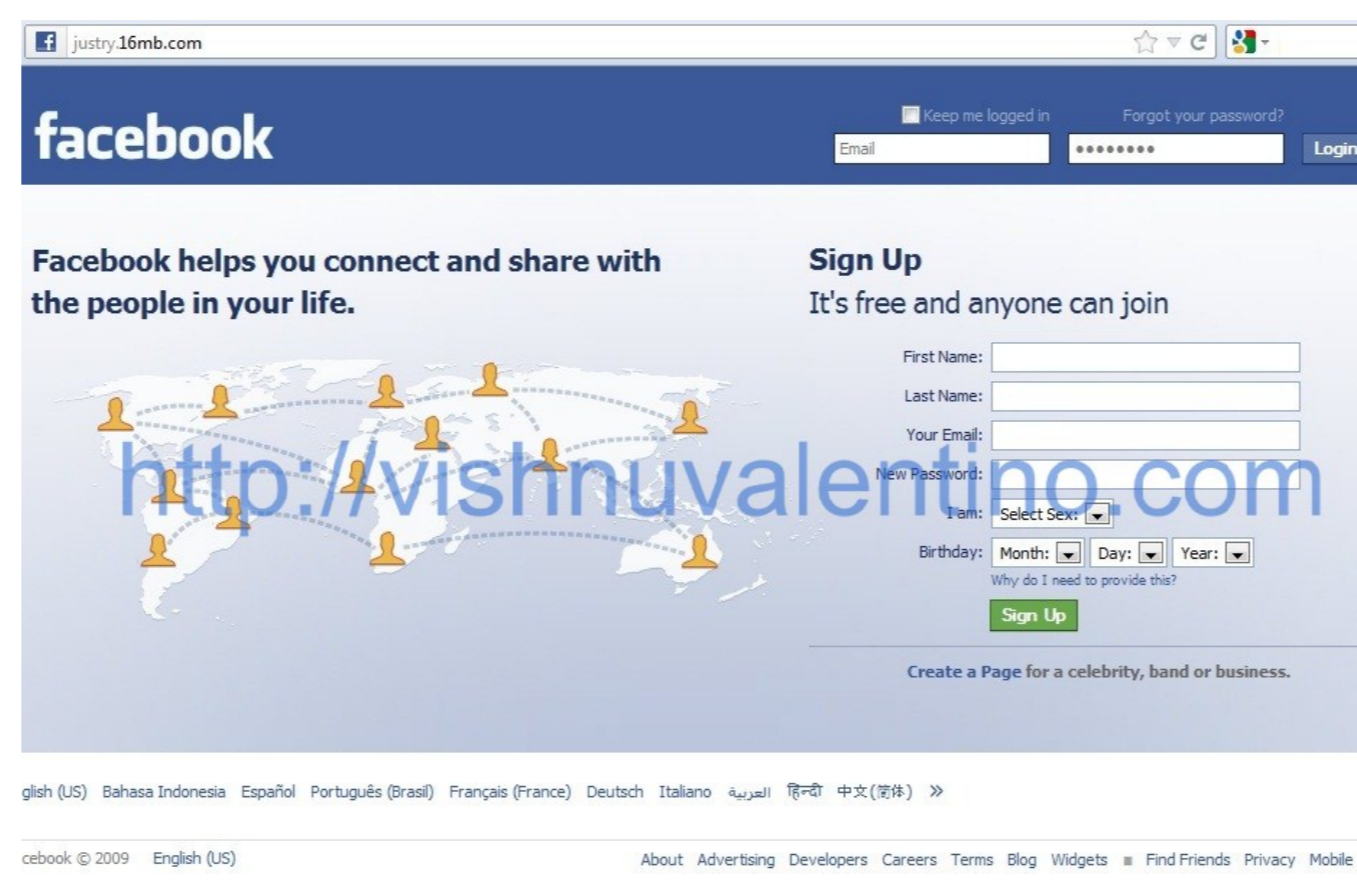 justry.16mb.com
facebook
Keep me logged in Forgot your password?
Email
Login
Facebook helps you connect and share with
the people in your life.
Sign Up
It's free and anyone can join
First Name:
Last Name:
Your Email:
New Password:
I am: Select Sex:
Birthday: Month: Day: Year:
Why do I need to provide this?
Sign Up
Create a Page for a celebrity, band or business.
http://vishnuvalentino.com
glish (US) Bahasa Indonesia Español Português (Brasil) Français (France) Deutsch Italiano العربية हिन्दी 中文(简体) »
cebook © 2009 English (US) About Advertising Developers Careers Terms Blog Widgets ■ Find Friends Privacy Mobile